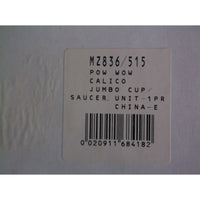 MZ836/515
POW WOW
CALICO
JUMBO CUP/
SAUCER, UNIT-1PR
CHINA-E
0 020911 684182